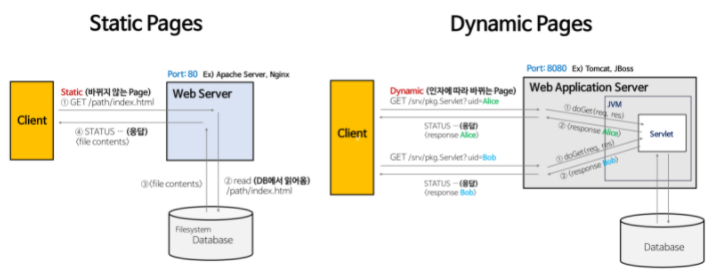 Static Pages
Port: 80 Ex) Apache Server, Nginx
Static (바뀌지 않는 Page)
① GET /path/index.html
Web Server
Client
④ STATUS – (응답)
(file contents)
③ (file contents)
② read (DB에서 읽어옴)
/path/index.html
Filesystem
Database
Dynamic Pages
Port: 8080 Ex) Tomcat, JBoss
Dynamic (인자에 따라 바뀌는 Page)
GET /srv/pkg.Servlet?uid=Alice
Web Application Server
JVM
① doGet(req, res)
② (response Alice)
STATUS – (응답)
(response Alice)
Client
Servlet
GET /srv/pkg.Servlet?uid=Bob
① doGet(req, res)
② (response Bob)
STATUS – (응답)
(response Bob)
Database